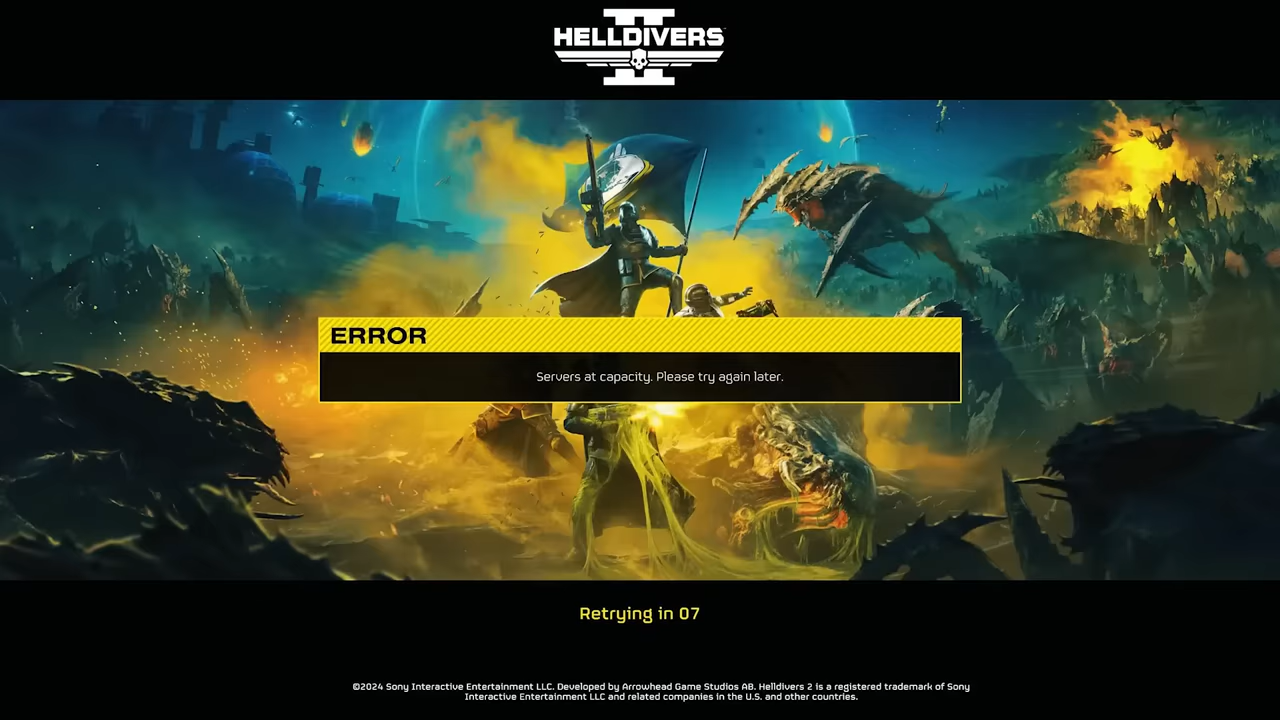 HELLDIVERS
II
ERROR
Servers at capacity. Please try again later.
Retrying in 07
©2024 Sony Interactive Entertainment LLC. Developed by Arrowhead Game Studios AB. Helldivers 2 is a registered trademark of Sony
Interactive Entertainment LLC and related companies in the U.S. and other countries.